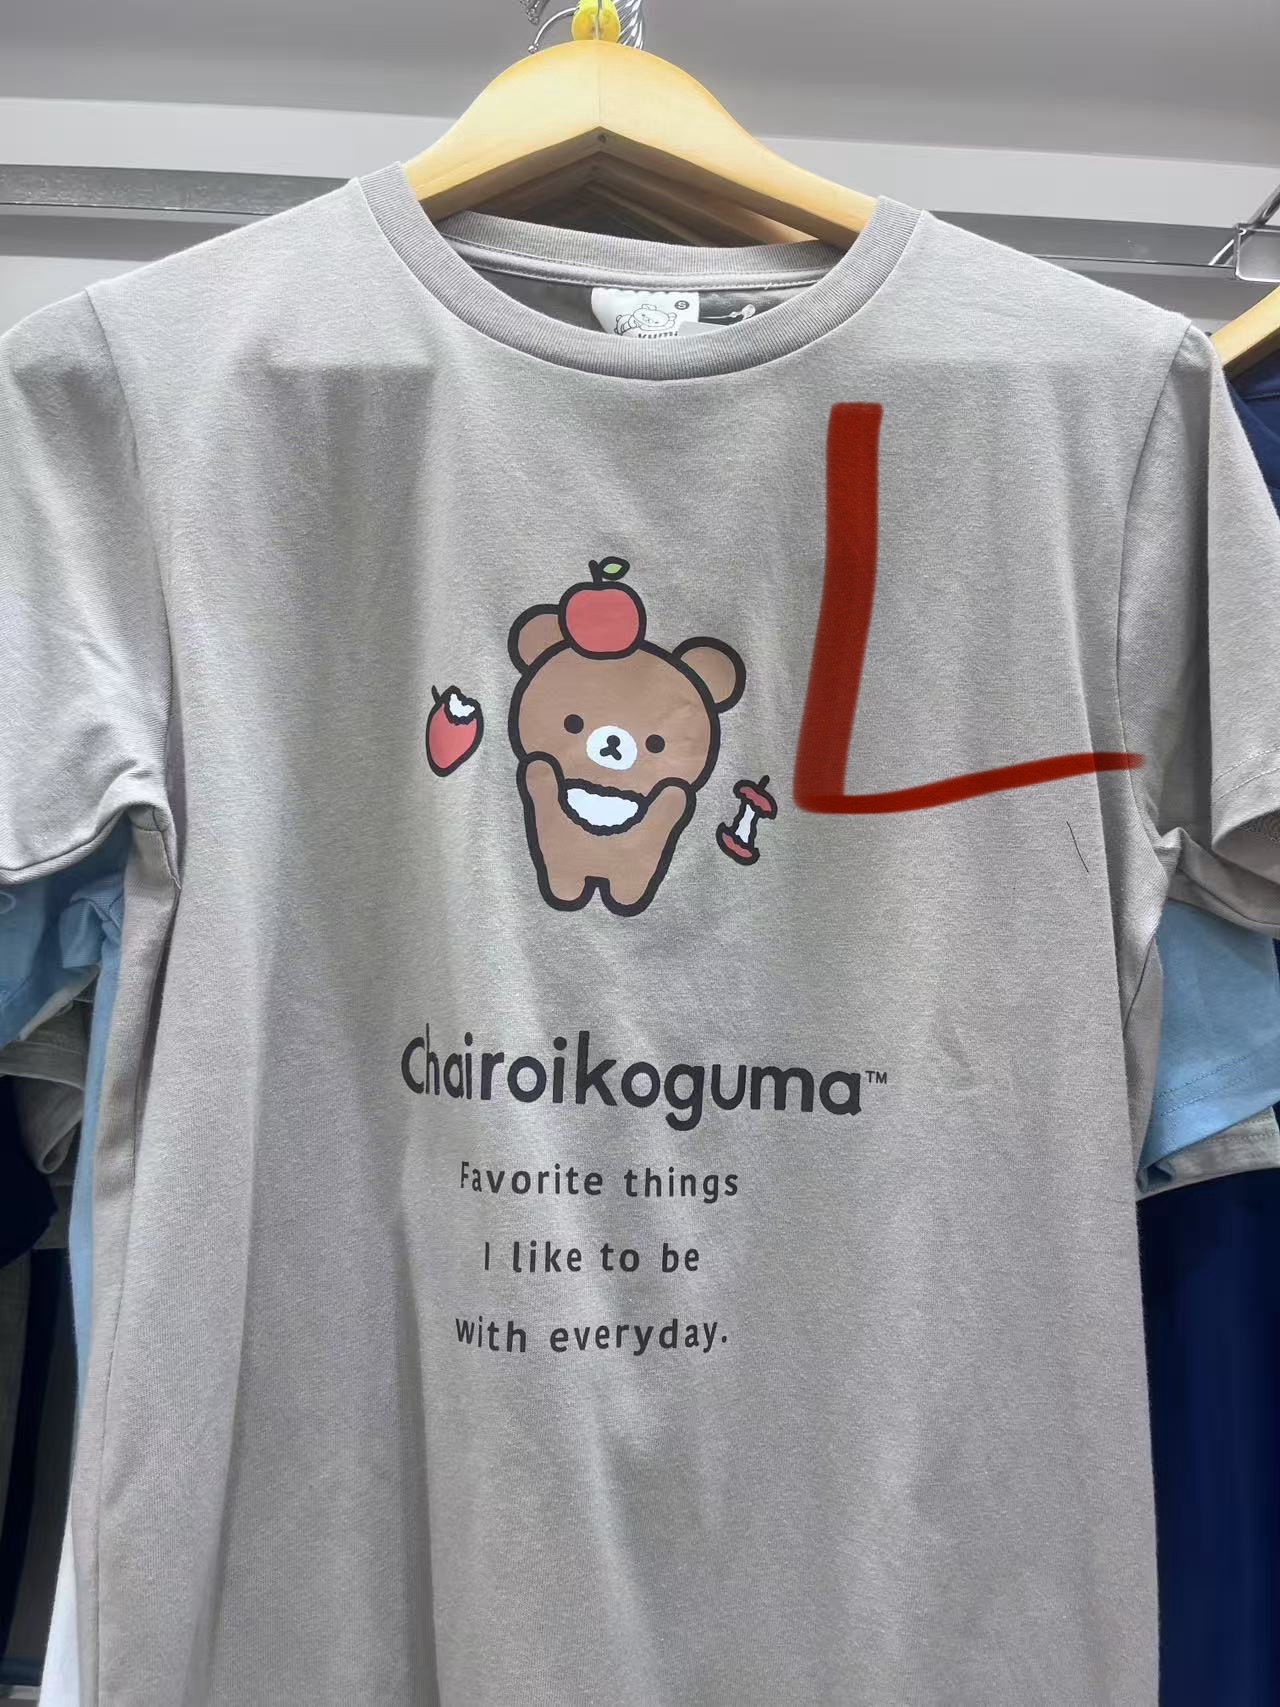 S
L
Chairoikoguma™
Favorite things
I like to be
with everyday.